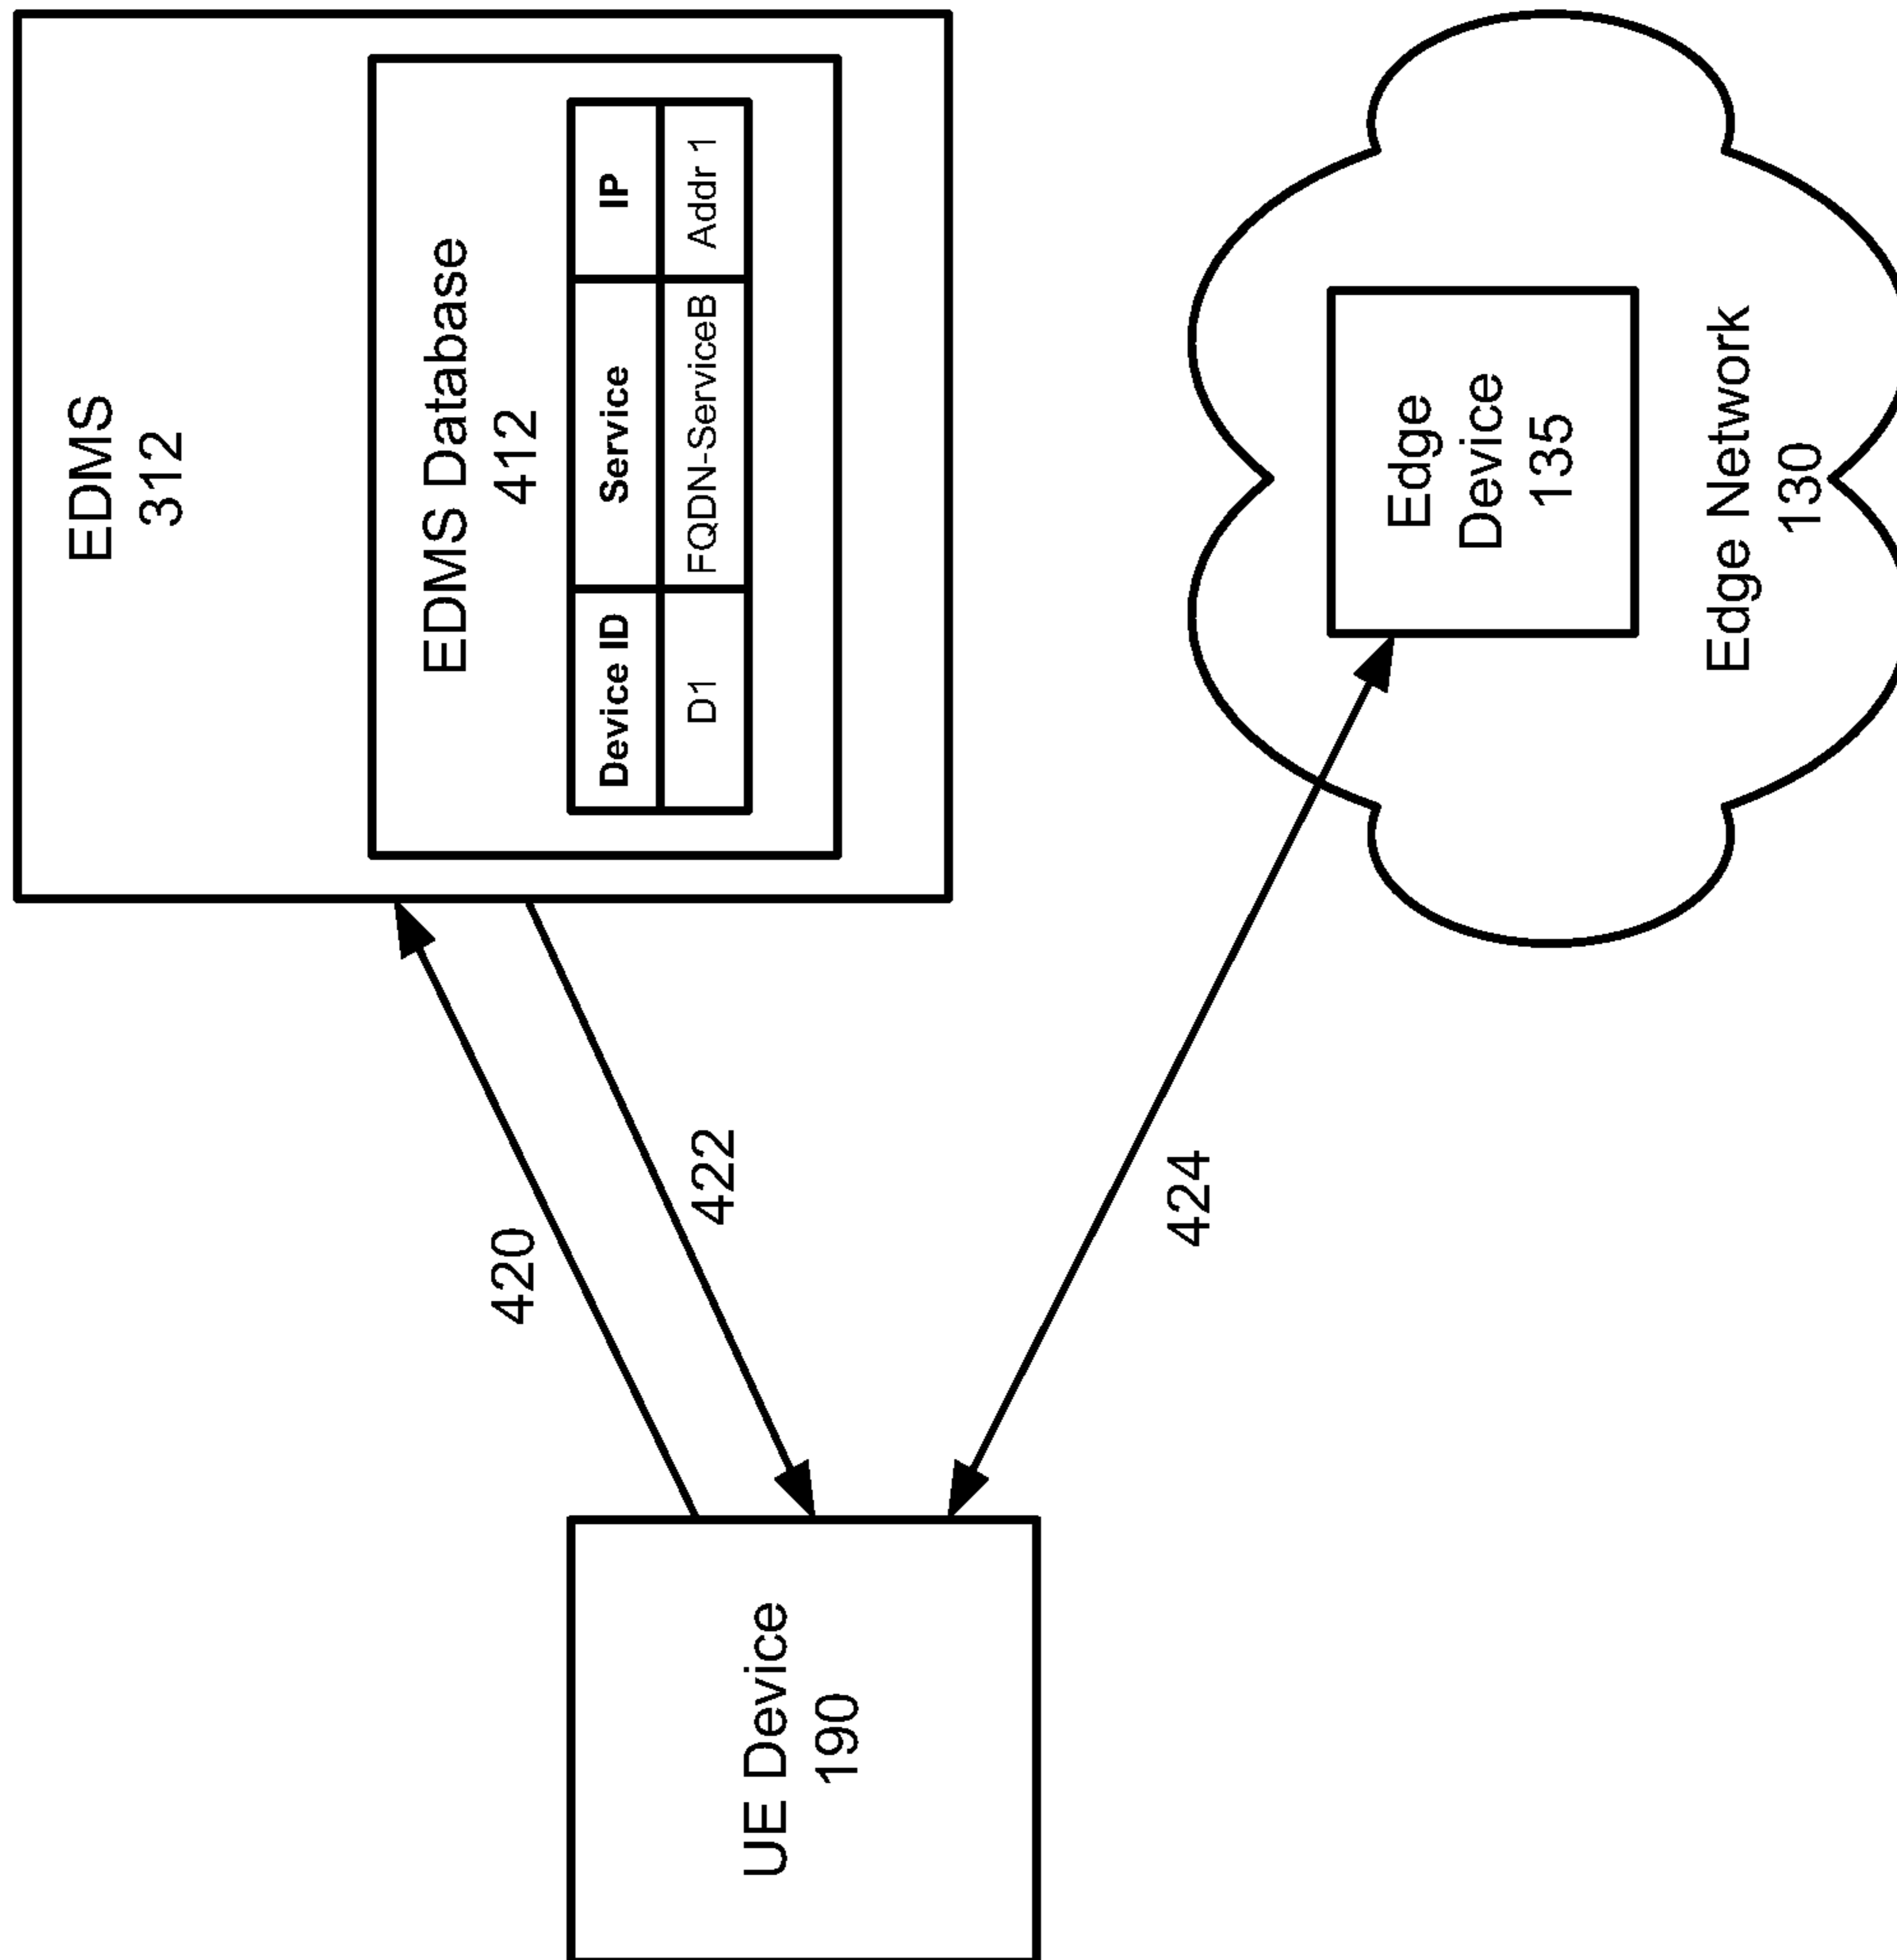 EDMS
312
EDMS Database
412
Device ID Service IP
D1 FQDN-ServiceB Addr 1
420
422
UE Device
190
424
Edge
Device
135
Edge Network
130